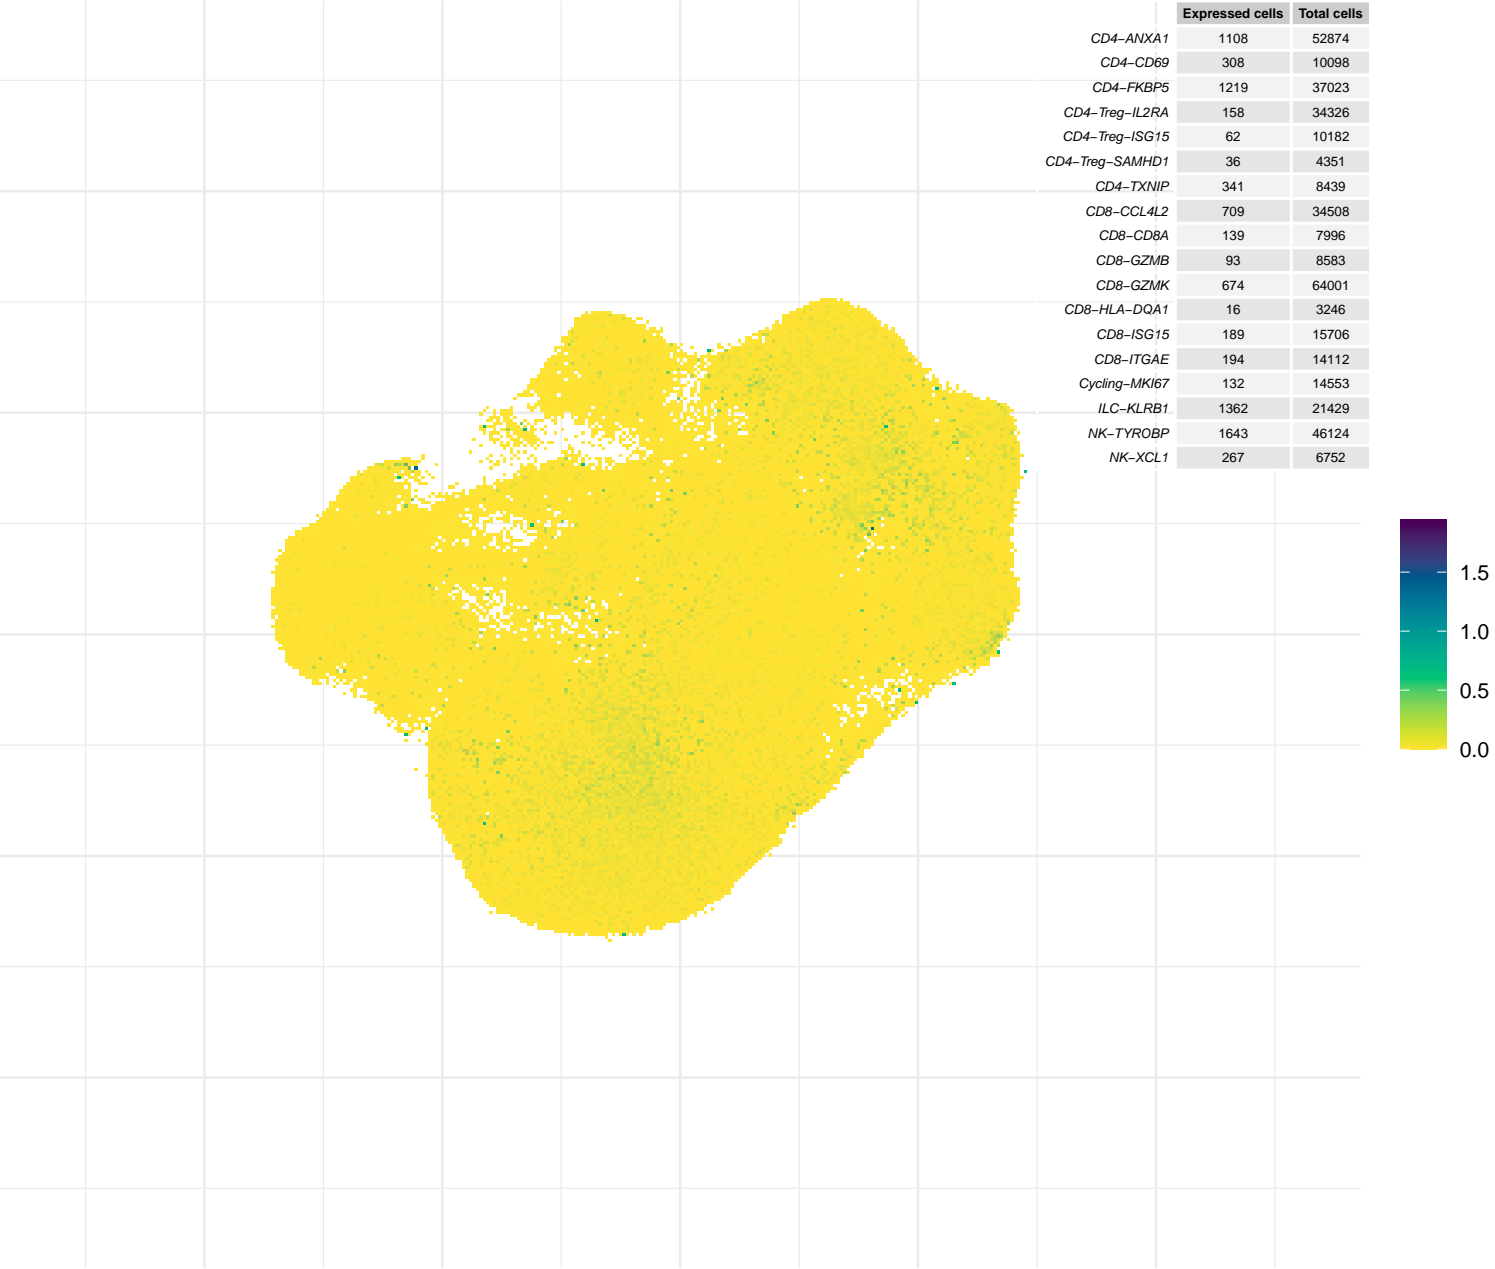 Expressed cells Total cells
CD4−ANXA1 1108 52874
CD4−CD69 308 10098
CD4−FKBP5 1219 37023
CD4−Treg−IL2RA 158 34326
CD4−Treg−ISG15 62 10182
CD4−Treg−SAMHD1 36 4351
CD4−TXNIP 341 8439
CD8−CCL4L2 709 34508
CD8−CD8A 139 7996
CD8−GZMB 93 8583
CD8−GZMK 674 64001
CD8−HLA−DQA1 16 3246
CD8−ISG15 189 15706
CD8−ITGAE 194 14112
Cycling−MKI67 132 14553
ILC−KLRB1 1362 21429
NK−TYROBP 1643 46124
NK−XCL1 267 6752
1.5
1.0
0.5
0.0